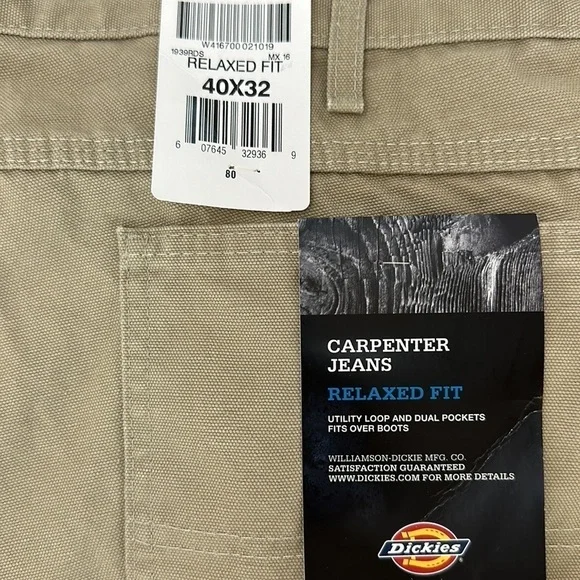 W416700 021019
1939RDS MX 16
RELAXED FIT
40X32
6 07645 32936 9
80
CARPENTER
JEANS
RELAXED FIT
UTILITY LOOP AND DUAL POCKETS
FITS OVER BOOTS
WILLIAMSON-DICKIE MFG. CO.
SATISFACTION GUARANTEED
WWW.DICKIES.COM FOR MORE DETAILS
Dickies